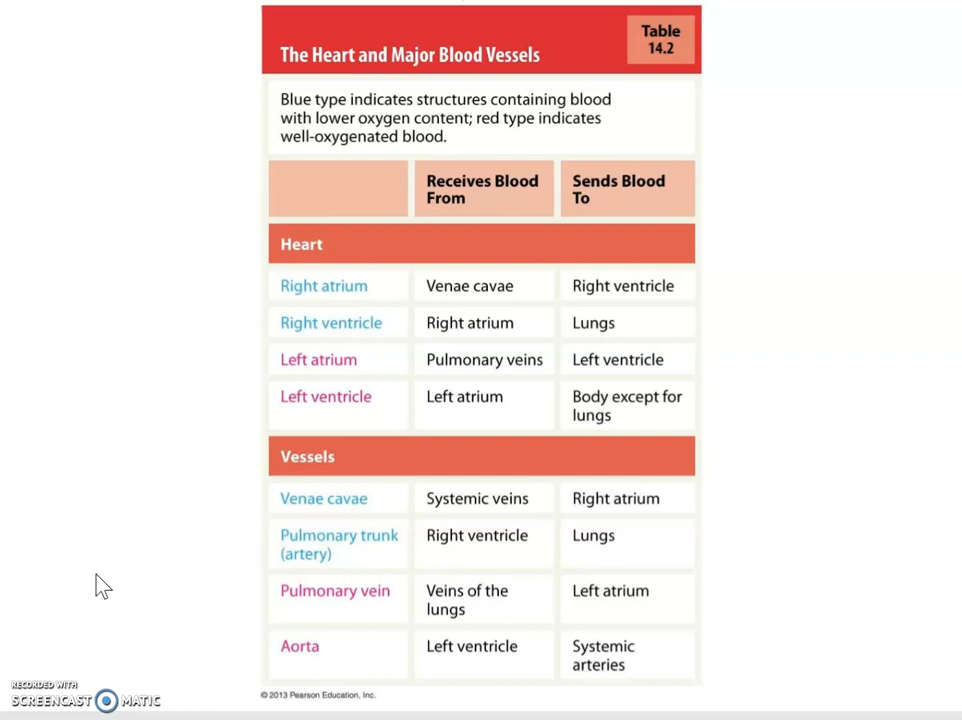 The Heart and Major Blood Vessels
Table
14.2
Blue type indicates structures containing blood
with lower oxygen content; red type indicates
well-oxygenated blood.
Receives Blood
From
Sends Blood
To
Heart
Right atrium
Venae cavae
Right ventricle
Right ventricle
Right atrium
Lungs
Left atrium
Pulmonary veins
Left ventricle
Left ventricle
Left atrium
Body except for
lungs
Vessels
Venae cavae
Systemic veins
Right atrium
Pulmonary trunk
(artery)
Right ventricle
Lungs
Pulmonary vein
Veins of the
lungs
Left atrium
Aorta
Left ventricle
Systemic
arteries
© 2013 Pearson Education, Inc.
RECORDED WITH
SCREENCAST MATIC